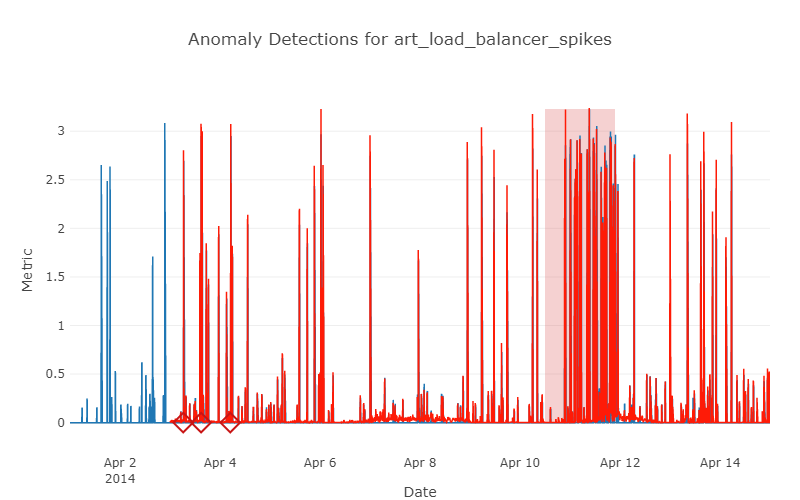 Anomaly Detections for art_load_balancer_spikes
3
2.5
2
1.5
1
0.5
0
Metric
Apr 2
2014
Apr 4
Apr 6
Apr 8
Apr 10
Apr 12
Apr 14
Date